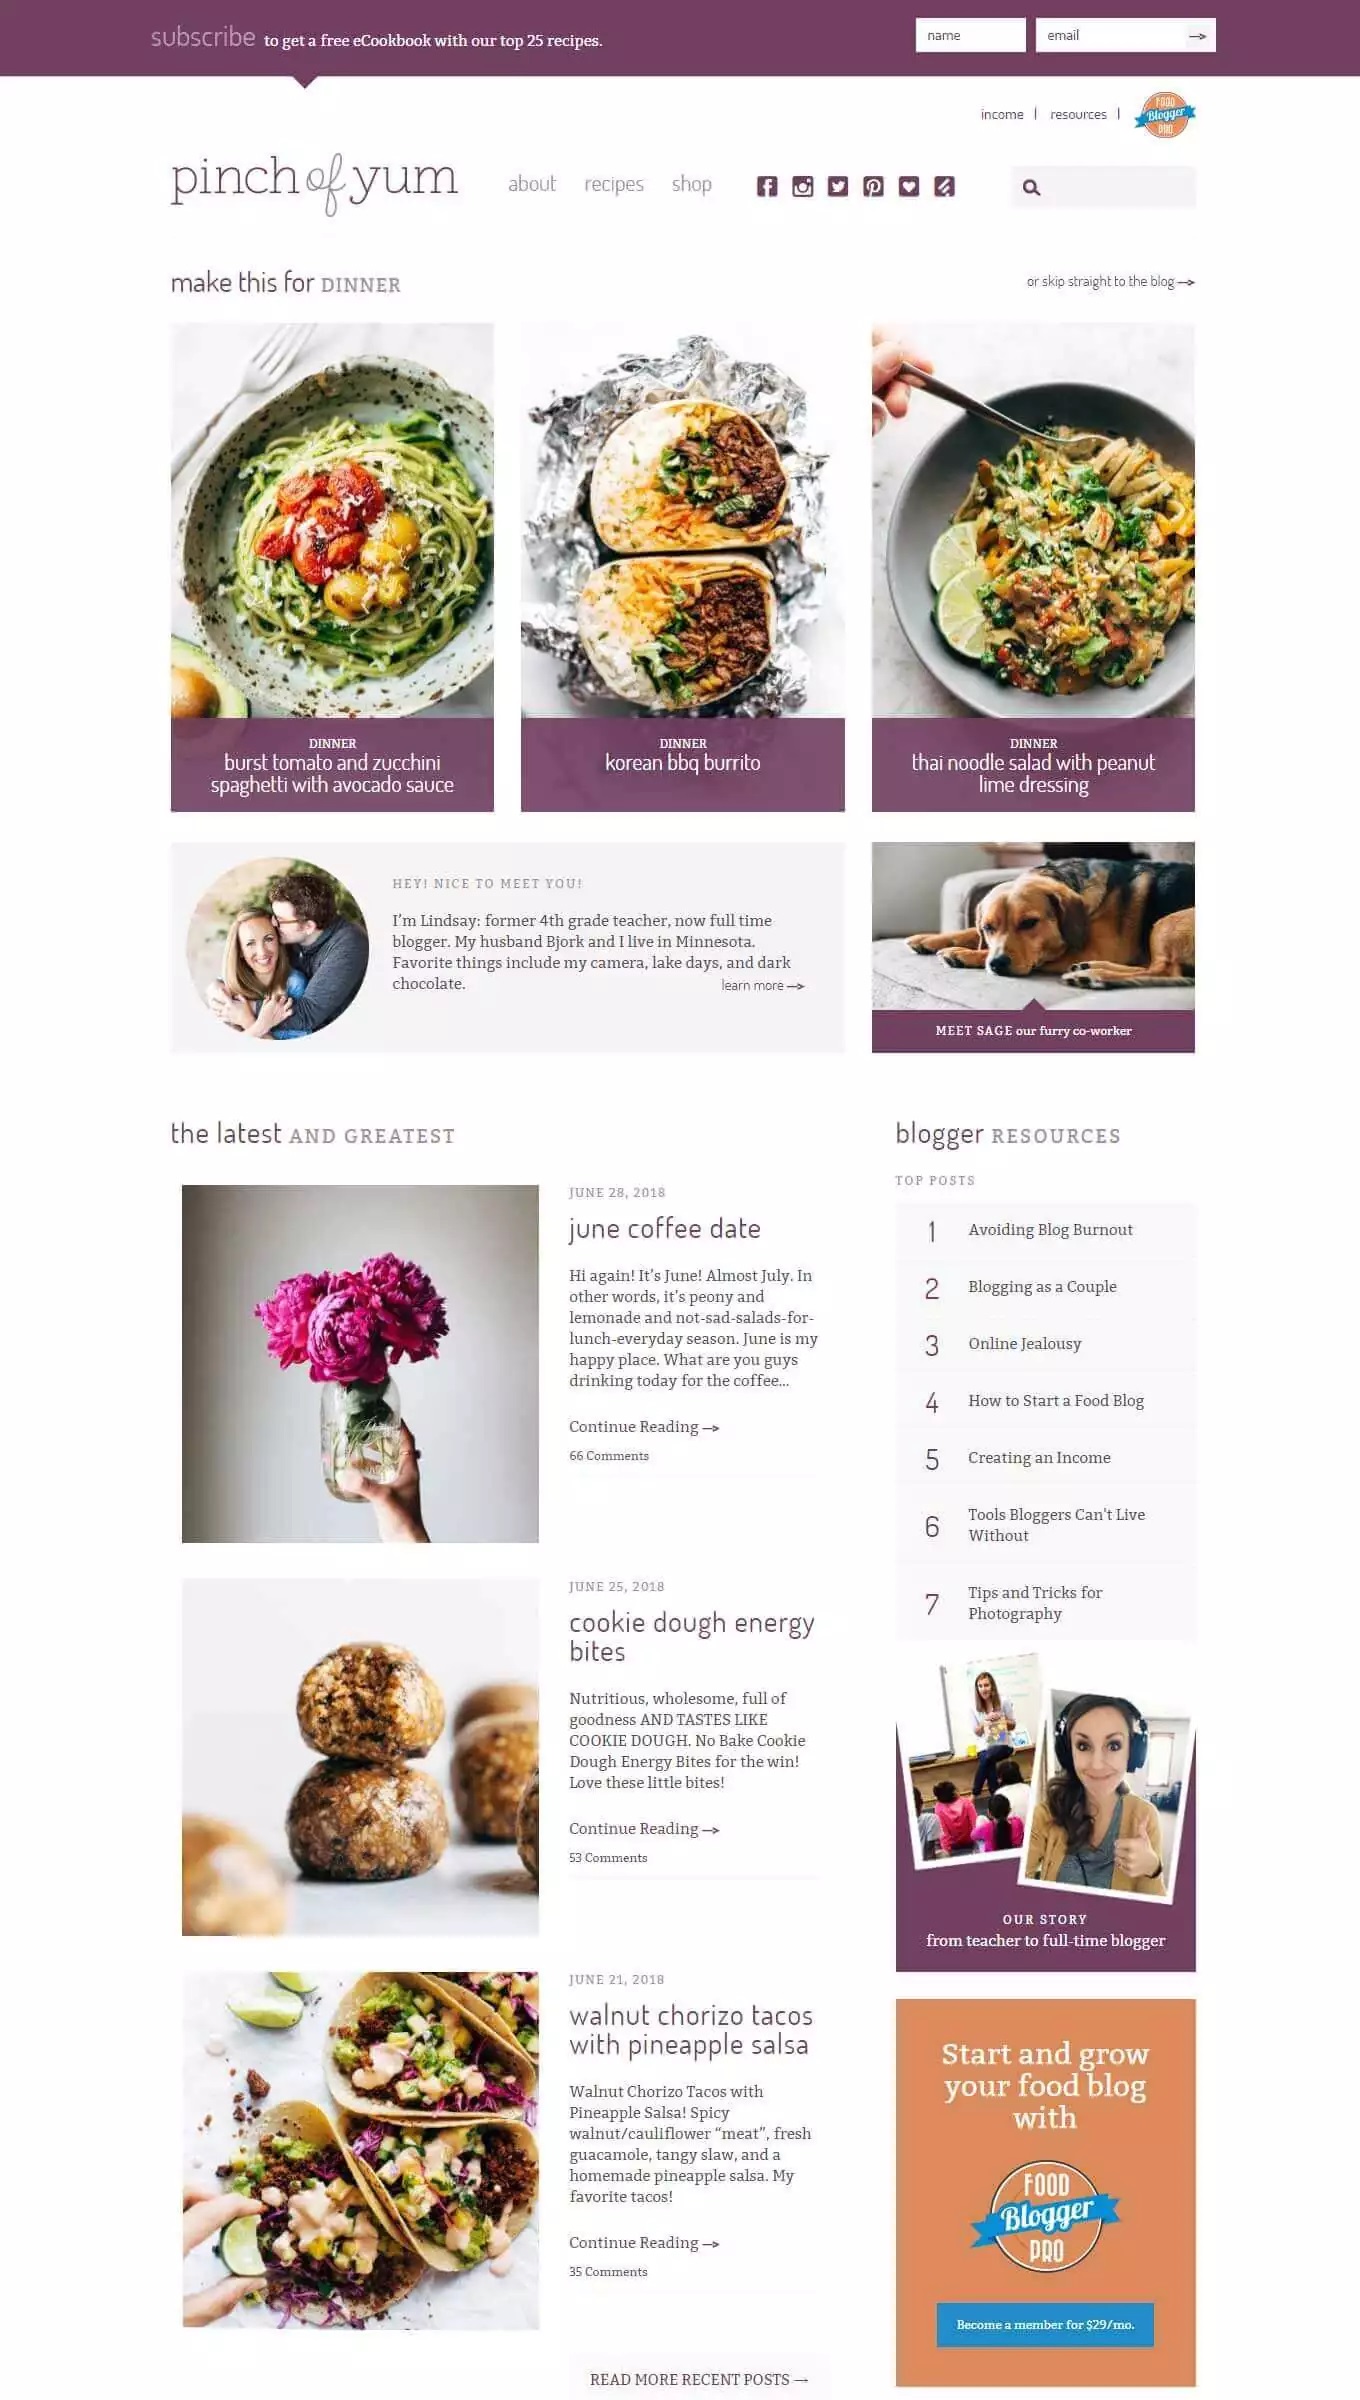 subscribe to get a free eCookbook with our top 25 recipes.
name
email
income | resources |
FOOD
Blogger
PRO
pinch of yum
about recipes shop
make this for DINNER
or skip straight to the blog
DINNER
burst tomato and zucchini
spaghetti with avocado sauce
DINNER
korean bbq burrito
DINNER
thai noodle salad with peanut
lime dressing
HEY! NICE TO MEET YOU!
I'm Lindsay: former 4th grade teacher, now full time
blogger. My husband Bjork and I live in Minnesota.
Favorite things include my camera, lake days, and dark
chocolate.
learn more
MEET SAGE our furry co-worker
the latest AND GREATEST
JUNE 28, 2018
june coffee date
Hi again! It's June! Almost July. In
other words, it's peony and
lemonade and not-sad-salads-for-
lunch-everyday season. June is my
happy place. What are you guys
drinking today for the coffee...
Continue Reading
66 Comments
JUNE 25, 2018
cookie dough energy
bites
Nutritious, wholesome, full of
goodness AND TASTES LIKE
COOKIE DOUGH. No Bake Cookie
Dough Energy Bites for the win!
Love these little bites!
Continue Reading
53 Comments
JUNE 21, 2018
walnut chorizo tacos
with pineapple salsa
Walnut Chorizo Tacos with
Pineapple Salsa! Spicy
walnut/cauliflower “meat”, fresh
guacamole, tangy slaw, and a
homemade pineapple salsa. My
favorite tacos!
Continue Reading
35 Comments
READ MORE RECENT POSTS →
blogger RESOURCES
TOP POSTS
1 Avoiding Blog Burnout
2 Blogging as a Couple
3 Online Jealousy
4 How to Start a Food Blog
5 Creating an Income
6 Tools Bloggers Can't Live
Without
7 Tips and Tricks for
Photography
OUR STORY
from teacher to full-time blogger
Start and grow
your food blog
with
FOOD
Blogger
PRO
Become a member for $29/mo.